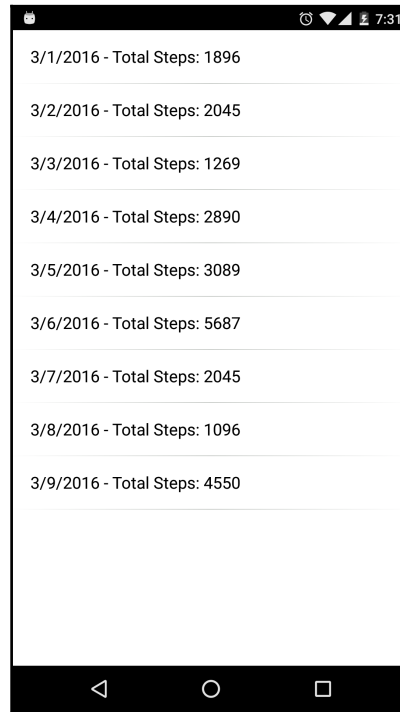 7:31
3/1/2016 - Total Steps: 1896
3/2/2016 - Total Steps: 2045
3/3/2016 - Total Steps: 1269
3/4/2016 - Total Steps: 2890
3/5/2016 - Total Steps: 3089
3/6/2016 - Total Steps: 5687
3/7/2016 - Total Steps: 2045
3/8/2016 - Total Steps: 1096
3/9/2016 - Total Steps: 4550